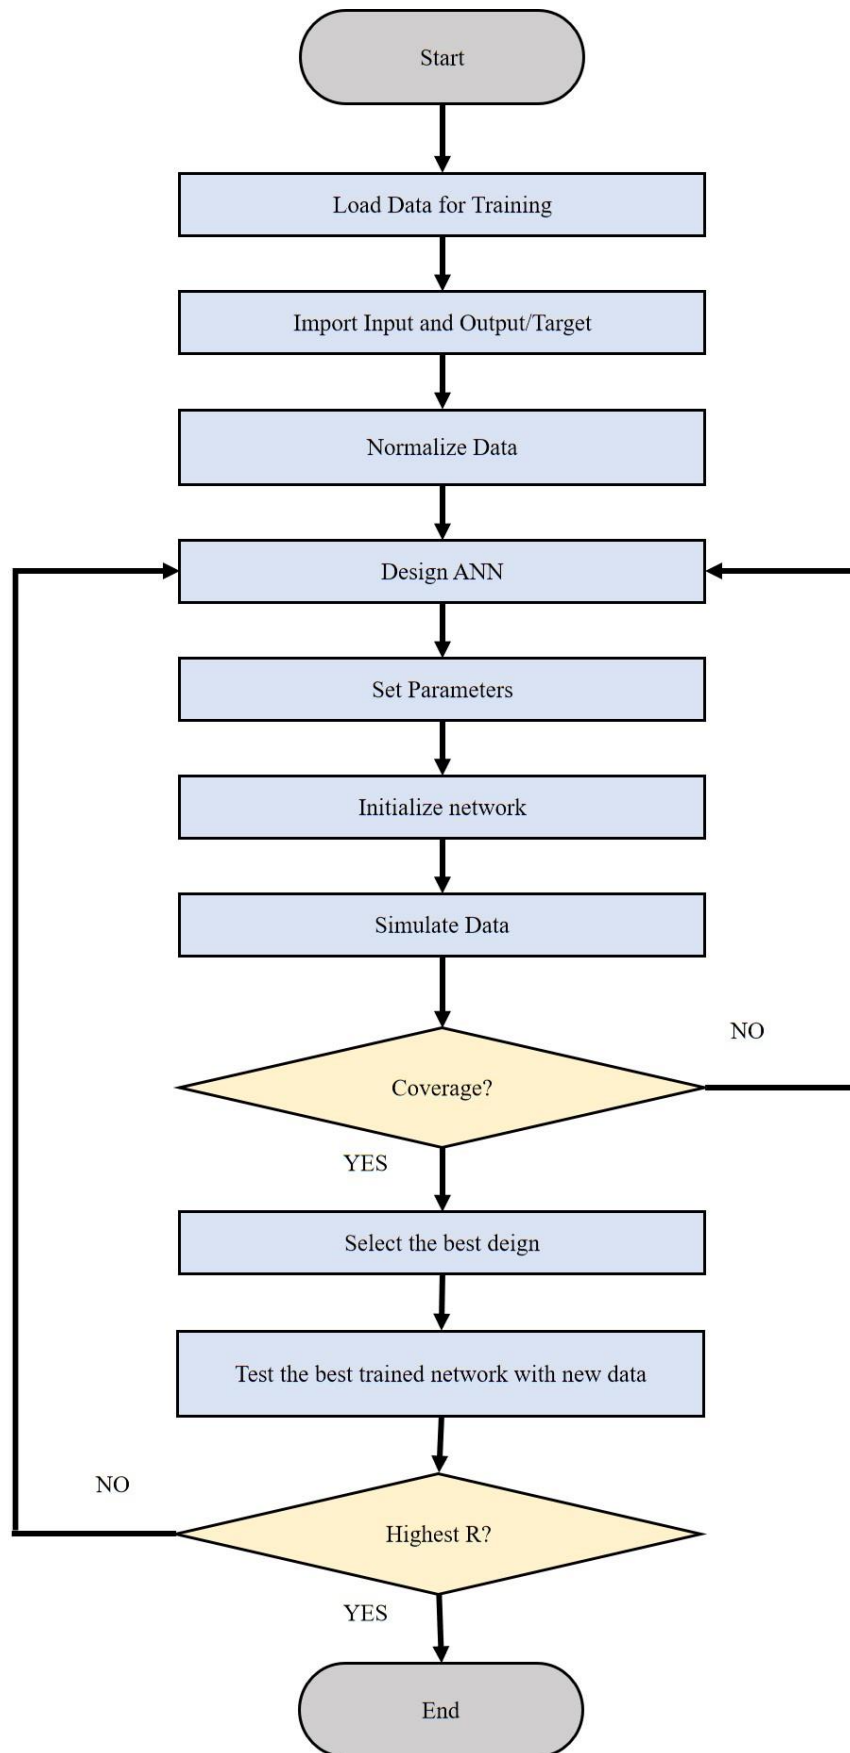 Start
Load Data for Training
Import Input and Output/Target
Normalize Data
Design ANN
Set Parameters
Initialize network
Simulate Data
NO
Coverage?
YES
Select the best deign
Test the best trained network with new data
NO
Highest R?
YES
End